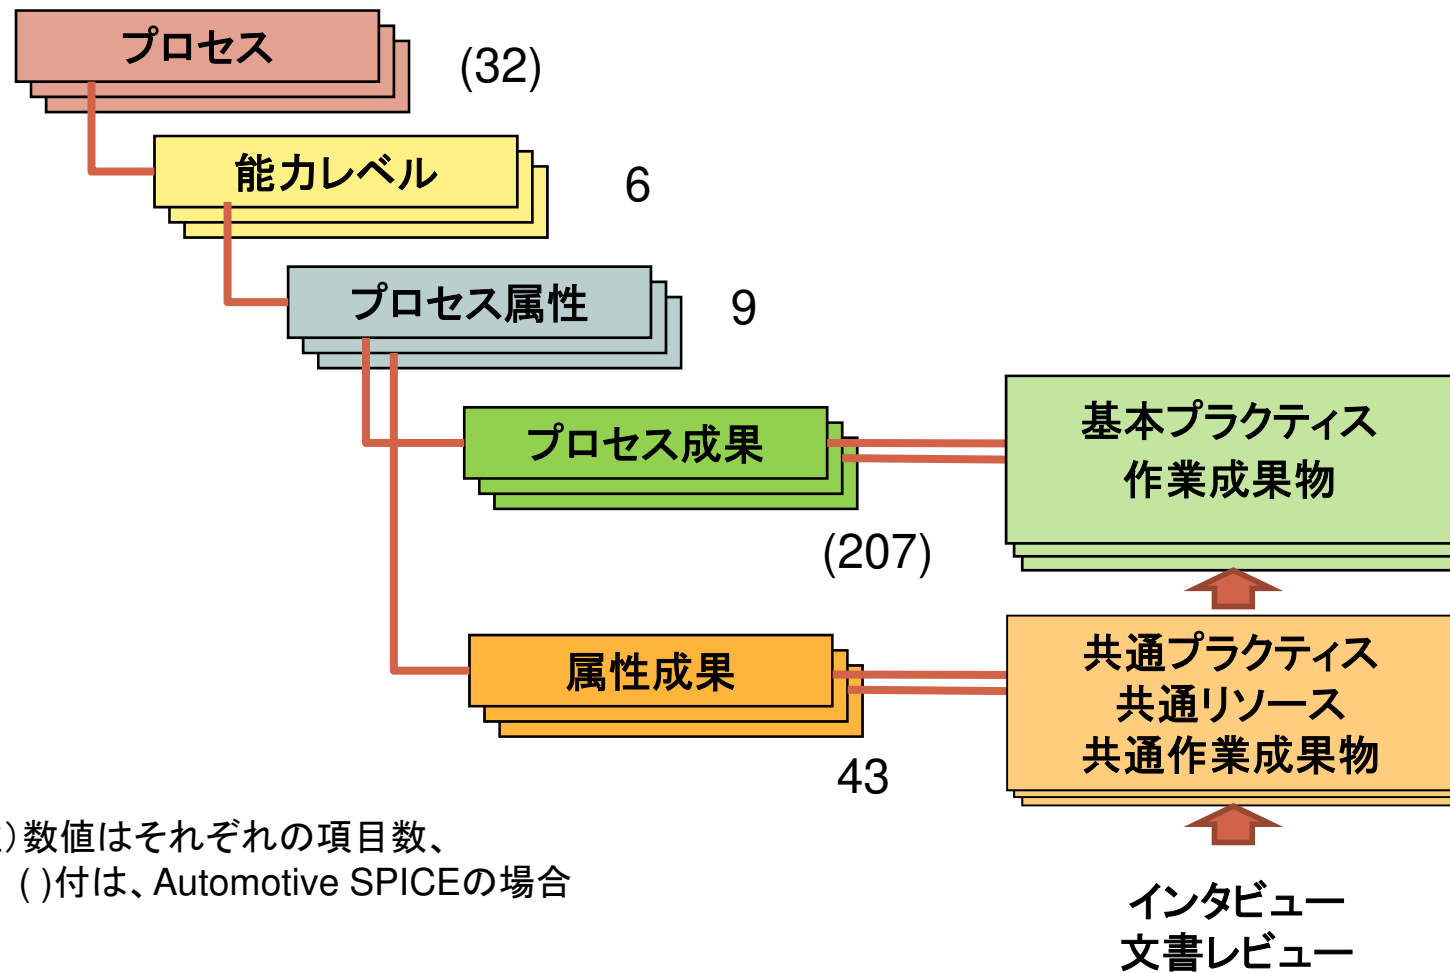 プロセス
(32)
能力レベル
6
プロセス属性
9
プロセス成果
(207)
基本プラクティス
作業成果物
属性成果
43
共通プラクティス
共通リソース
共通作業成果物
)数値はそれぞれの項目数、
( )付は、Automotive SPICEの場合
インタビュー
文書レビュー